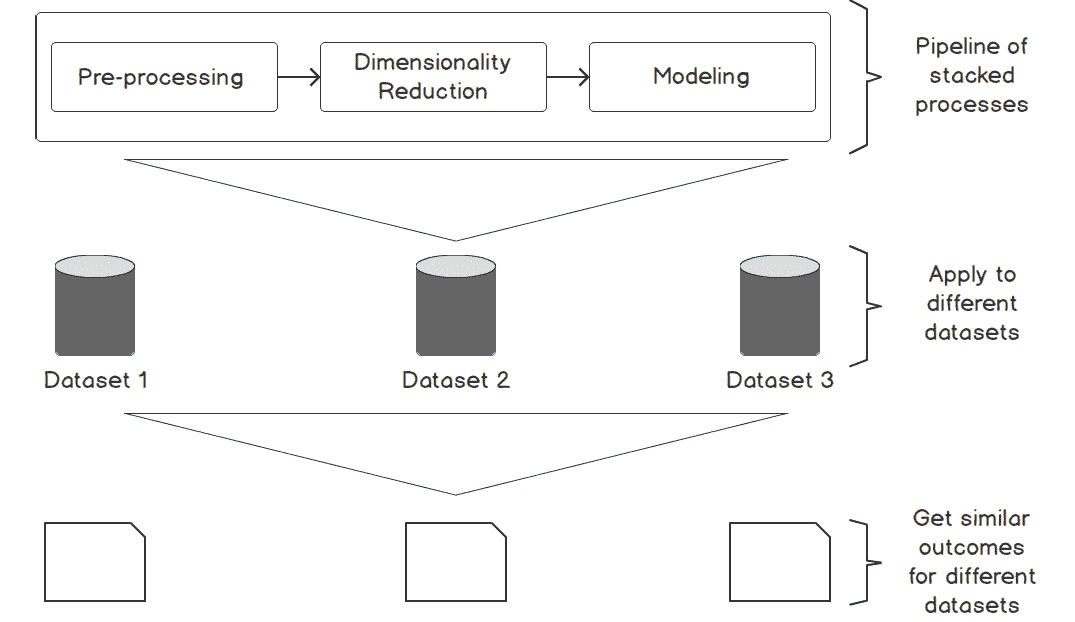 Pre-processing
Dimensionality
Reduction
Modeling
Pipeline of
stacked
processes
Apply to
different
datasets
Dataset 1
Dataset 2
Dataset 3
Get similar
outcomes
for different
datasets